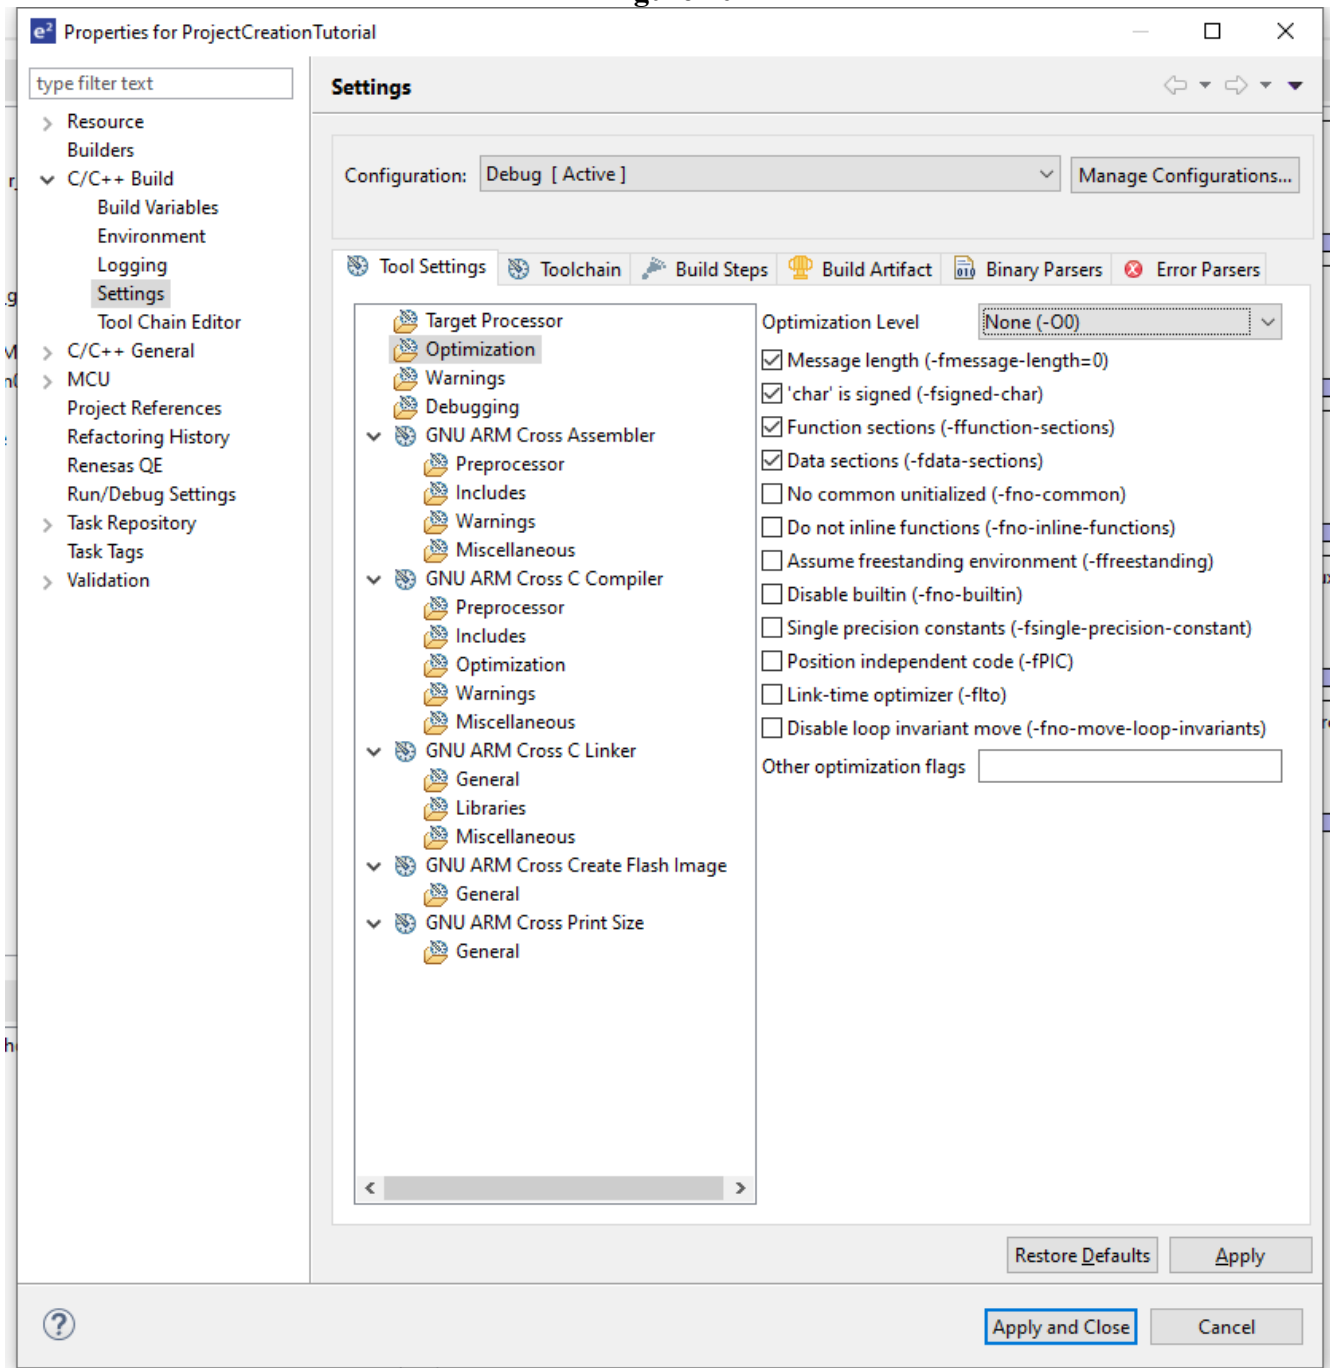 e² Properties for ProjectCreationTutorial
type filter text
Settings
Resource
Builders
C/C++ Build
Build Variables
Environment
Logging
Settings
Tool Chain Editor
C/C++ General
MCU
Project References
Refactoring History
Renesas QE
Run/Debug Settings
Task Repository
Task Tags
Validation
Configuration: Debug [ Active ] Manage Configurations...
Tool Settings Toolchain Build Steps Build Artifact Binary Parsers Error Parsers
Target Processor
Optimization
Warnings
Debugging
GNU ARM Cross Assembler
Preprocessor
Includes
Warnings
Miscellaneous
GNU ARM Cross C Compiler
Preprocessor
Includes
Optimization
Warnings
Miscellaneous
GNU ARM Cross C Linker
General
Libraries
Miscellaneous
GNU ARM Cross Create Flash Image
General
GNU ARM Cross Print Size
General
Optimization Level None (-O0)
Message length (-fmessage-length=0)
'char' is signed (-fsigned-char)
Function sections (-ffunction-sections)
Data sections (-fdata-sections)
No common unitialized (-fno-common)
Do not inline functions (-fno-inline-functions)
Assume freestanding environment (-ffreestanding)
Disable builtin (-fno-builtin)
Single precision constants (-fsingle-precision-constant)
Position independent code (-fPIC)
Link-time optimizer (-flto)
Disable loop invariant move (-fno-move-loop-invariants)
Other optimization flags
Restore Defaults Apply
? Apply and Close Cancel